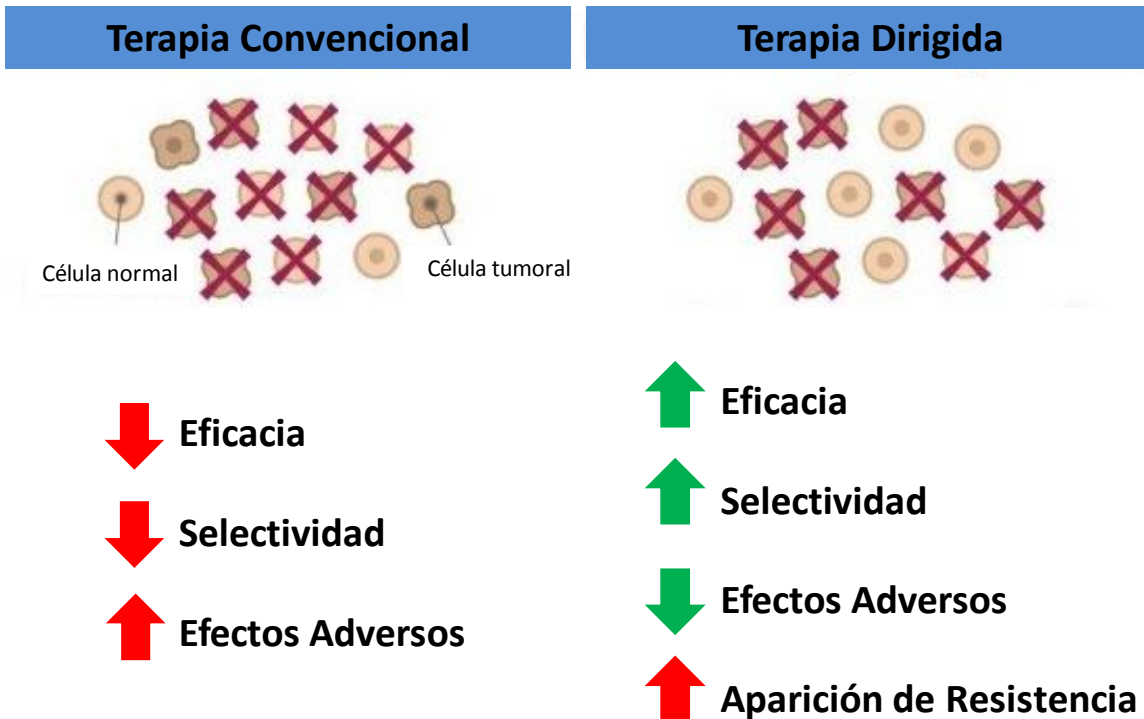 Terapia Convencional
Célula normal
Célula tumoral
Eficacia
Selectividad
Efectos Adversos
Terapia Dirigida
Eficacia
Selectividad
Efectos Adversos
Aparición de Resistencia